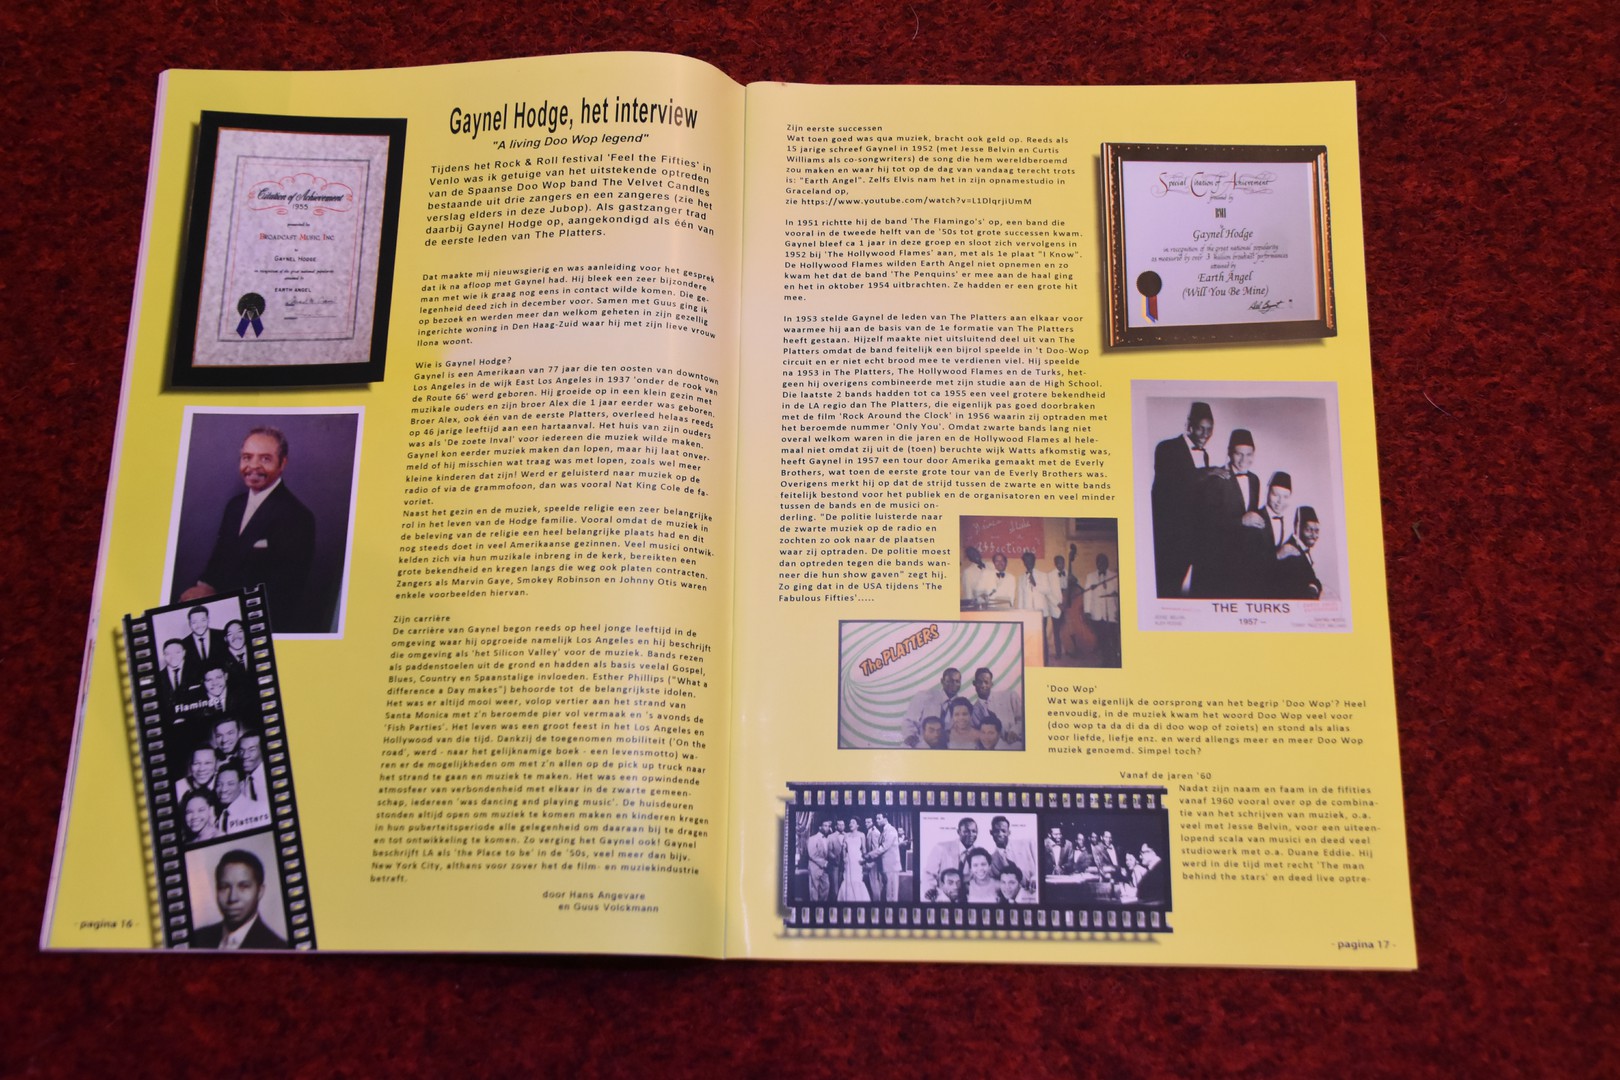 Citation of Achievement
1955
presented by
BROADCAST MUSIC, INC.
to
GAYNEL HODGE
in recognition of the great national popularity
attained by
EARTH ANGEL
Flamingo's
Platters
- pagina 16 -
Gaynel Hodge, het interview
"A living Doo Wop legend"
Tijdens het Rock & Roll festival 'Feel the Fifties' in
Venlo was ik getuige van het uitstekende optreden
van de Spaanse Doo Wop band The Velvet Candles
bestaande uit drie zangers en een zangeres (zie het
verslag elders in deze Jubop). Als gastzanger trad
daarbij Gaynel Hodge op, aangekondigd als één van
de eerste leden van The Platters.
Dat maakte mij nieuwsgierig en was aanleiding voor het gesprek
dat ik na afloop met Gaynel had. Hij bleek een zeer bijzondere
man met wie ik graag nog eens in contact wilde komen. Die ge-
legenheid deed zich in december voor. Samen met Guus ging ik
op bezoek en werden meer dan welkom geheten in zijn gezellig
ingerichte woning in Den Haag-Zuid waar hij met zijn lieve vrouw
Ilona woont.
Wie is Gaynel Hodge?
Gaynel is een Amerikaan van 77 jaar die ten oosten van downtown
Los Angeles in de wijk East Los Angeles in 1937 'onder de rook van
de Route 66' werd geboren. Hij groeide op in een klein gezin met
muzikale ouders en zijn broer Alex die 1 jaar eerder was geboren.
Broer Alex, ook één van de eerste Platters, overleed helaas reeds
op 46 jarige leeftijd aan een hartaanval. Het huis van zijn ouders
was als 'De zoete Inval' voor iedereen die muziek wilde maken.
Gaynel kon eerder muziek maken dan lopen, maar hij laat onver-
meld of hij misschien wat traag was met lopen, zoals wel meer
kleine kinderen dat zijn! Werd er geluisterd naar muziek op de
radio of via de grammofoon, dan was vooral Nat King Cole de fa-
voriet.
Naast het gezin en de muziek, speelde religie een zeer belangrijke
rol in het leven van de Hodge familie. Vooral omdat de muziek in
de beleving van de religie een heel belangrijke plaats had en dit
nog steeds doet in veel Amerikaanse gezinnen. Veel musici ontwik-
kelden zich via hun muzikale inbreng in de kerk, bereikten een
grote bekendheid en kregen langs die weg ook platen contracten.
Zangers als Marvin Gaye, Smokey Robinson en Johnny Otis waren
enkele voorbeelden hiervan.
Zijn carrière
De carrière van Gaynel begon reeds op heel jonge leeftijd in de
omgeving waar hij opgroeide namelijk Los Angeles en hij beschrijft
die omgeving als 'het Silicon Valley' voor de muziek. Bands rezen
als paddenstoelen uit de grond en hadden als basis veelal Gospel,
Blues, Country en Spaanstalige invloeden. Esther Phillips ("What a
difference a Day makes") behoorde tot de belangrijkste idolen.
Het was er altijd mooi weer, volop vertier aan het strand van
Santa Monica met z'n beroemde pier vol vermaak en 's avonds de
'Fish Parties'. Het leven was een groot feest in het Los Angeles en
Hollywood van die tijd. Dankzij de toegenomen mobiliteit ('On the
road', werd - naar het gelijknamige boek - een levensmotto) wa-
ren er de mogelijkheden om met z'n allen op de pick up truck naar
het strand te gaan en muziek te maken. Het was een opwindende
atmosfeer van verbondenheid met elkaar in de zwarte gemeen-
schap, iedereen 'was dancing and playing music'. De huisdeuren
stonden altijd open om muziek te komen maken en kinderen kregen
in hun puberteitsperiode alle gelegenheid om daaraan bij te dragen
en tot ontwikkeling te komen. Zo verging het Gaynel ook! Gaynel
beschrijft LA als 'the Place to be' in de '50s, veel meer dan bijv.
New York City, althans voor zover het de film- en muziekindustrie
betreft.
door Hans Angevare
en Guus Volckmann
Zijn eerste successen
Wat toen goed was qua muziek, bracht ook geld op. Reeds als
15 jarige schreef Gaynel in 1952 (met Jesse Belvin en Curtis
Williams als co-songwriters) de song die hem wereldberoemd
zou maken en waar hij tot op de dag van vandaag terecht trots
is: "Earth Angel". Zelfs Elvis nam het in zijn opnamestudio in
Graceland op,
zie https://www.youtube.com/watch?v=L1DlqrjiUmM
In 1951 richtte hij de band 'The Flamingo's' op, een band die
vooral in de tweede helft van de '50s tot grote successen kwam.
Gaynel bleef ca 1 jaar in deze groep en sloot zich vervolgens in
1952 bij 'The Hollywood Flames' aan, met als 1e plaat "I Know".
De Hollywood Flames wilden Earth Angel niet opnemen en zo
kwam het dat de band 'The Penquins' er mee aan de haal ging
en het in oktober 1954 uitbrachten. Ze hadden er een grote hit
mee.
In 1953 stelde Gaynel de leden van The Platters aan elkaar voor
waarmee hij aan de basis van de 1e formatie van The Platters
heeft gestaan. Hijzelf maakte niet uitsluitend deel uit van The
Platters omdat de band feitelijk een bijrol speelde in 't Doo-Wop
circuit en er niet echt brood mee te verdienen viel. Hij speelde
na 1953 in The Platters, The Hollywood Flames en de Turks, het-
geen hij overigens combineerde met zijn studie aan de High School.
Die laatste 2 bands hadden tot ca 1955 een veel grotere bekendheid
in de LA regio dan The Platters, die eigenlijk pas goed doorbraken
met de film 'Rock Around the Clock' in 1956 waarin zij optraden met
het beroemde nummer 'Only You'. Omdat zwarte bands lang niet
overal welkom waren in die jaren en de Hollywood Flames al hele-
maal niet omdat zij uit de (toen) beruchte wijk Watts afkomstig was,
heeft Gaynel in 1957 een tour door Amerika gemaakt met de Everly
Brothers, wat toen de eerste grote tour van de Everly Brothers was.
Overigens merkt hij op dat de strijd tussen de zwarte en witte bands
feitelijk bestond voor het publiek en de organisatoren en veel minder
tussen de bands en de musici on-
derling. "De politie luisterde naar
de zwarte muziek op de radio en
zochten zo ook naar de plaatsen
waar zij optraden. De politie moest
dan optreden tegen die bands wan-
neer die hun show gaven" zegt hij.
Zo ging dat in de USA tijdens 'The
Fabulous Fifties'.....
Special Citation of Achievement
presented by
BMI
to
Gaynel Hodge
in recognition of the great national popularity
as measured by over 3 million broadcast performances
attained by
Earth Angel
(Will You Be Mine)
THE TURKS
1957 -
The PLATTERS
'Doo Wop'
Wat was eigenlijk de oorsprong van het begrip 'Doo Wop'? Heel
eenvoudig, in de muziek kwam het woord Doo Wop veel voor
(doo wop ta da di da di doo wop of zoiets) en stond als alias
voor liefde, liefje enz. en werd allengs meer en meer Doo Wop
muziek genoemd. Simpel toch?
Vanaf de jaren '60
Nadat zijn naam en faam in de fifities
vanaf 1960 vooral over op de combina-
tie van het schrijven van muziek, o.a.
veel met Jesse Belvin, voor een uiteen-
lopend scala van musici en deed veel
studiowerk met o.a. Duane Eddie. Hij
werd in die tijd met recht 'The man
behind the stars' en deed live optre-
- pagina 17 -